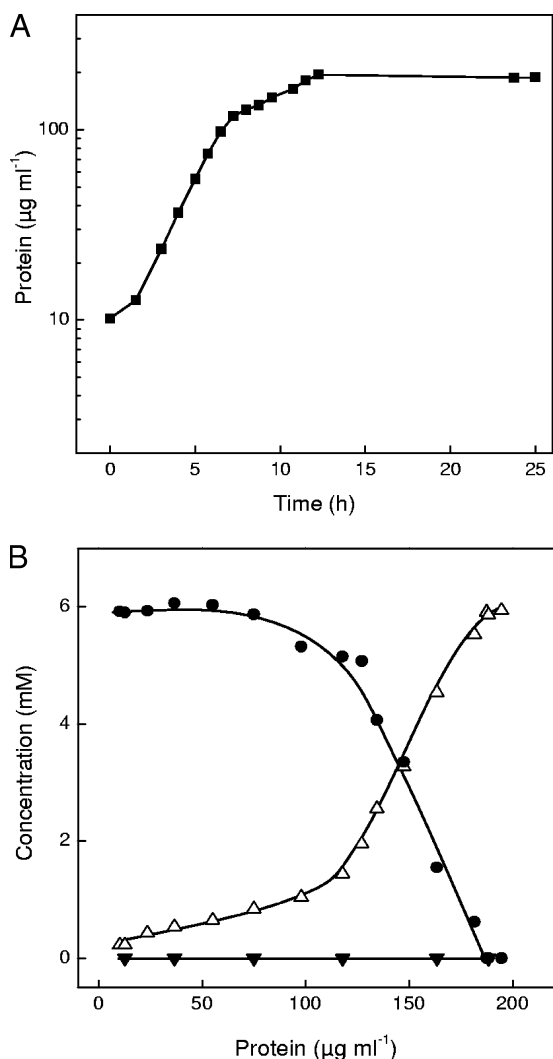 A
100
10
Protein (µg ml⁻¹)
0 5 10 15 20 25
Time (h)
B
6
4
2
0
Concentration (mM)
0 50 100 150 200
Protein (µg ml⁻¹)